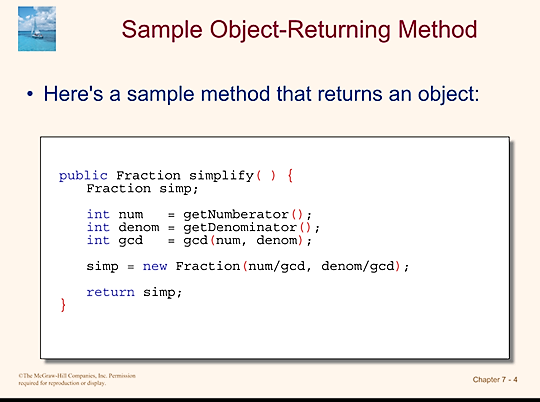 Sample Object-Returning Method
• Here's a sample method that returns an object:
public Fraction simplify( ) {
Fraction simp;
int num = getNumberator();
int denom = getDenominator();
int gcd = gcd(num, denom);
simp = new Fraction(num/gcd, denom/gcd);
return simp;
}
©The McGraw-Hill Companies, Inc. Permission
required for reproduction or display.
Chapter 7 - 4